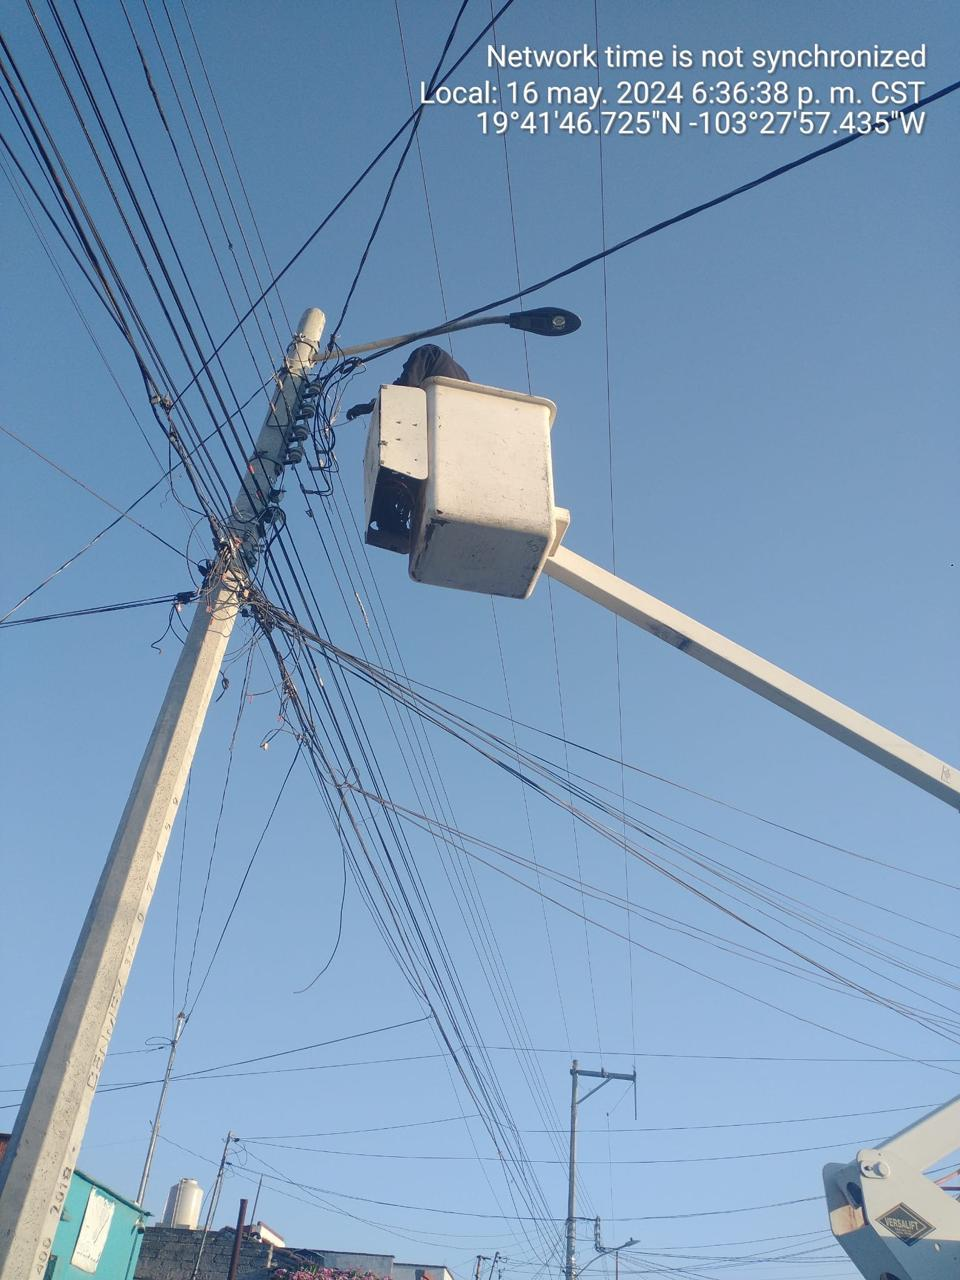 Network time is not synchronized
Local: 16 may. 2024 6:36:38 p. m. CST
19°41'46.725"N -103°27'57.435"W
VERSALIFT